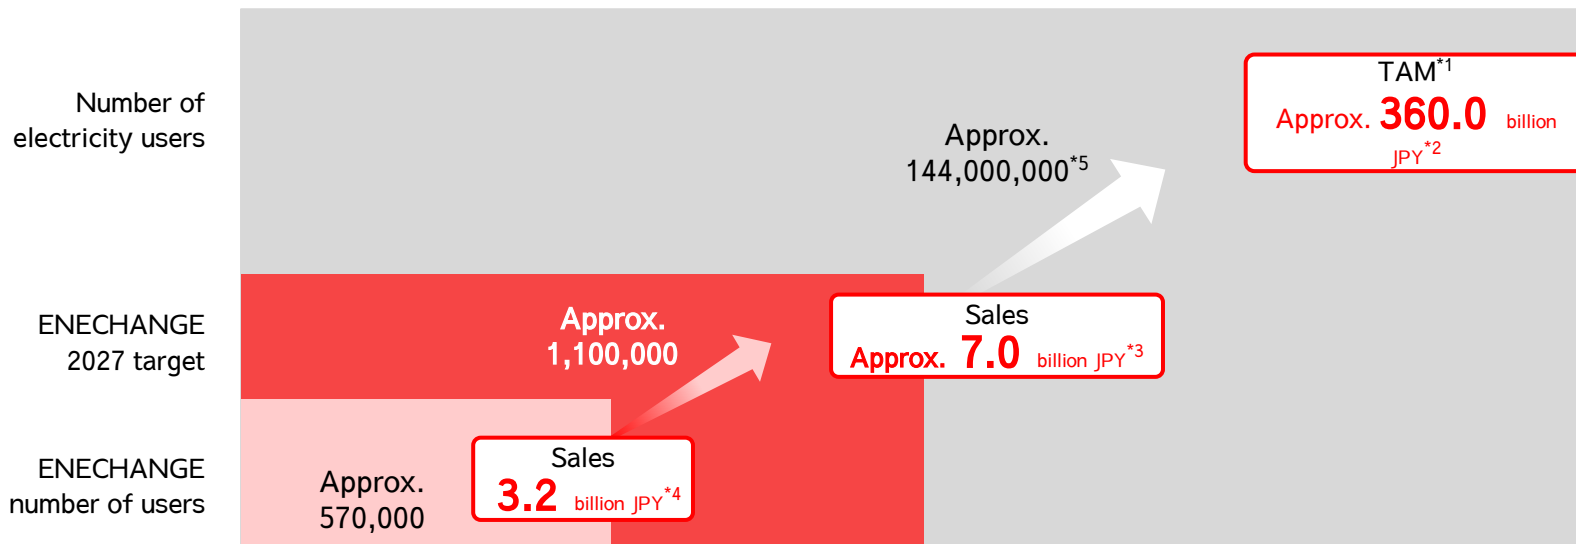 Number of
electricity users
Approx.
144,000,000*5
TAM*1
Approx. 360.0 billion
JPY*2
ENECHANGE
2027 target
Approx.
1,100,000
Sales
Approx. 7.0 billion JPY*3
ENECHANGE
number of users
Approx.
570,000
Sales
3.2 billion JPY*4